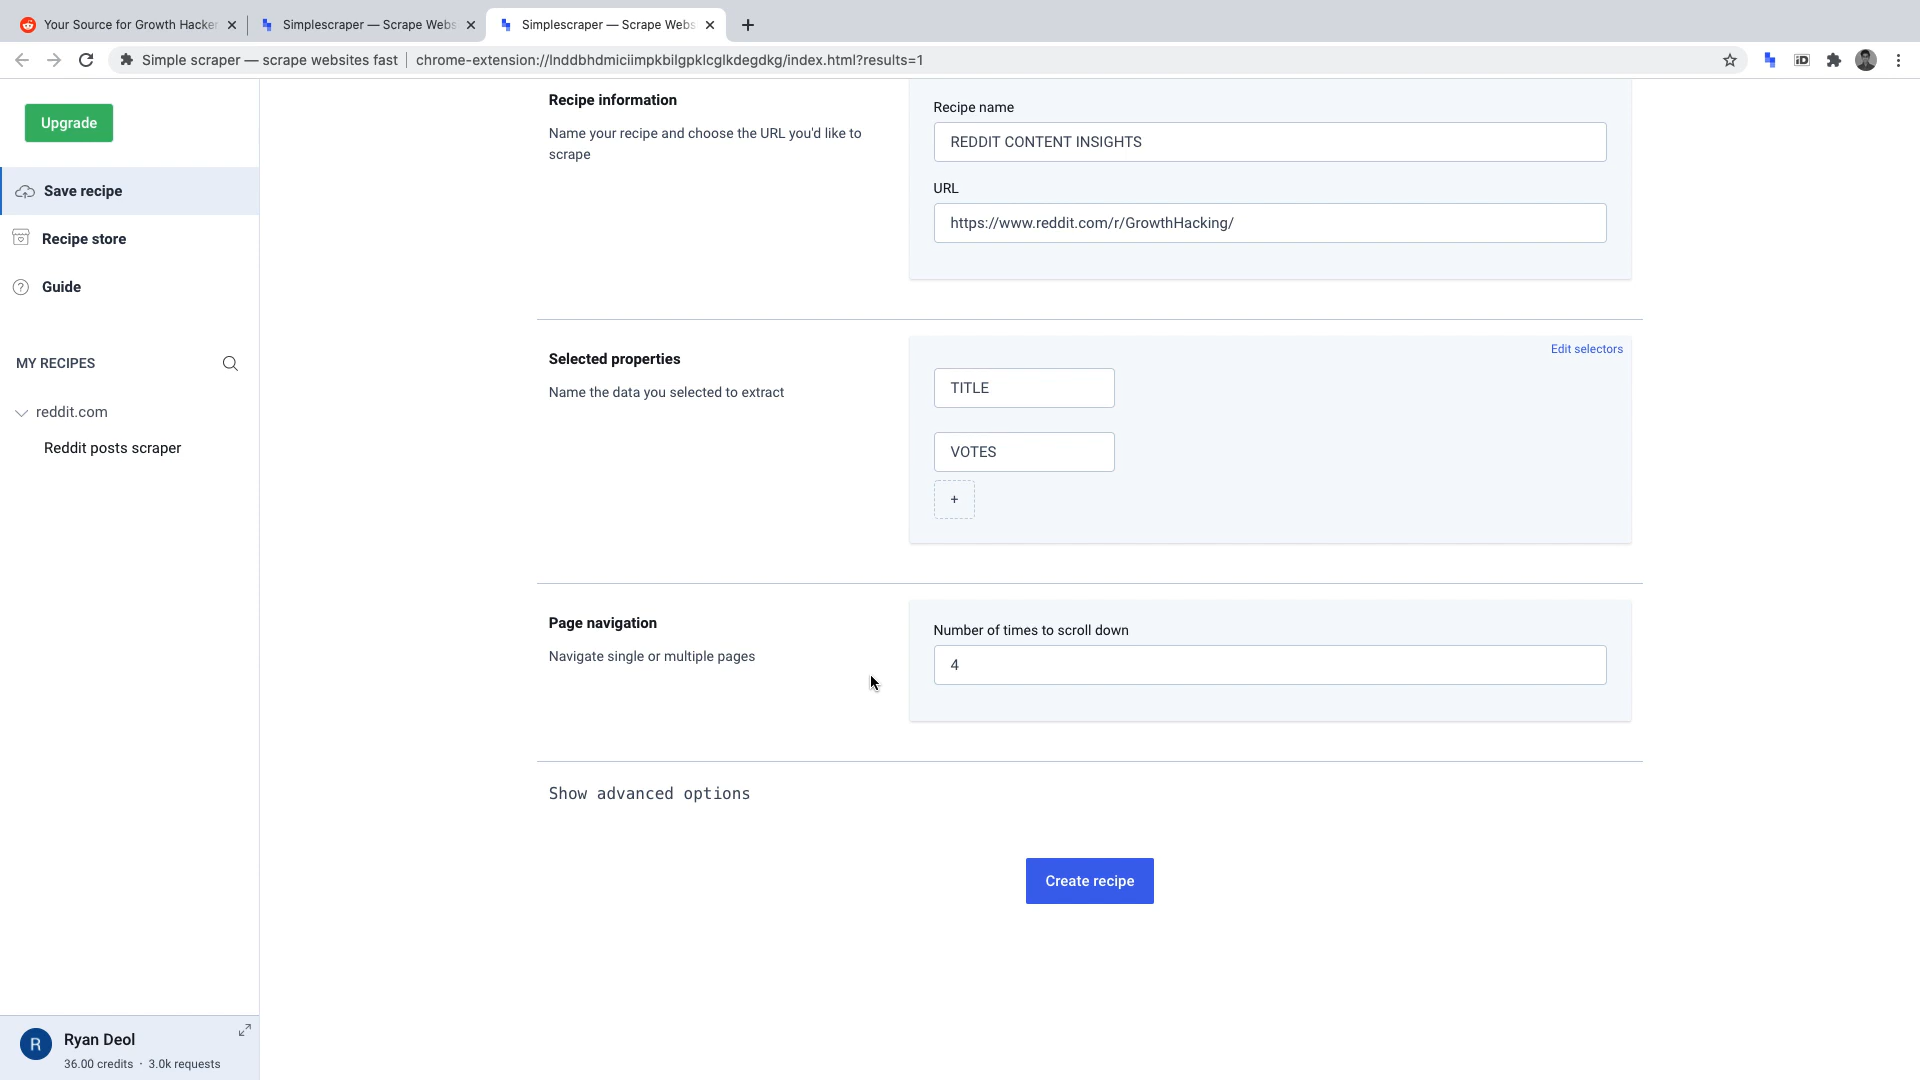 Your Source for Growth Hacker
Simplescraper — Scrape Webs
Simplescraper — Scrape Webs
Simple scraper — scrape websites fast
chrome-extension://lnddbhdmiciimpkbilgpklcglkdegdkg/index.html?results=1
iD
Upgrade
Save recipe
Recipe store
Guide
MY RECIPES
reddit.com
Reddit posts scraper
Recipe information
Name your recipe and choose the URL you'd like to
scrape
Recipe name
REDDIT CONTENT INSIGHTS
URL
https://www.reddit.com/r/GrowthHacking/
Selected properties
Name the data you selected to extract
Edit selectors
TITLE
VOTES
+
Page navigation
Navigate single or multiple pages
Number of times to scroll down
4
Show advanced options
Create recipe
R
Ryan Deol
36.00 credits · 3.0k requests